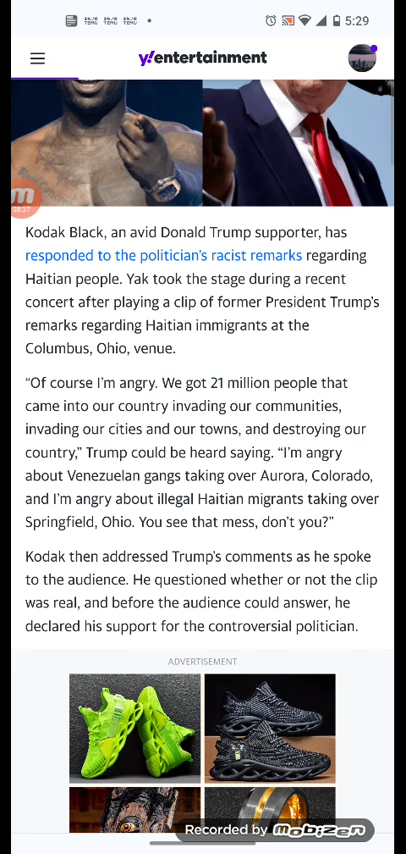 5:29
y!entertainment
08:27
Kodak Black, an avid Donald Trump supporter, has
responded to the politician's racist remarks regarding
Haitian people. Yak took the stage during a recent
concert after playing a clip of former President Trump's
remarks regarding Haitian immigrants at the
Columbus, Ohio, venue.
“Of course I'm angry. We got 21 million people that
came into our country invading our communities,
invading our cities and our towns, and destroying our
country,” Trump could be heard saying. “I'm angry
about Venezuelan gangs taking over Aurora, Colorado,
and I'm angry about illegal Haitian migrants taking over
Springfield, Ohio. You see that mess, don't you?”
Kodak then addressed Trump's comments as he spoke
to the audience. He questioned whether or not the clip
was real, and before the audience could answer, he
declared his support for the controversial politician.
ADVERTISEMENT
Recorded by mobizen